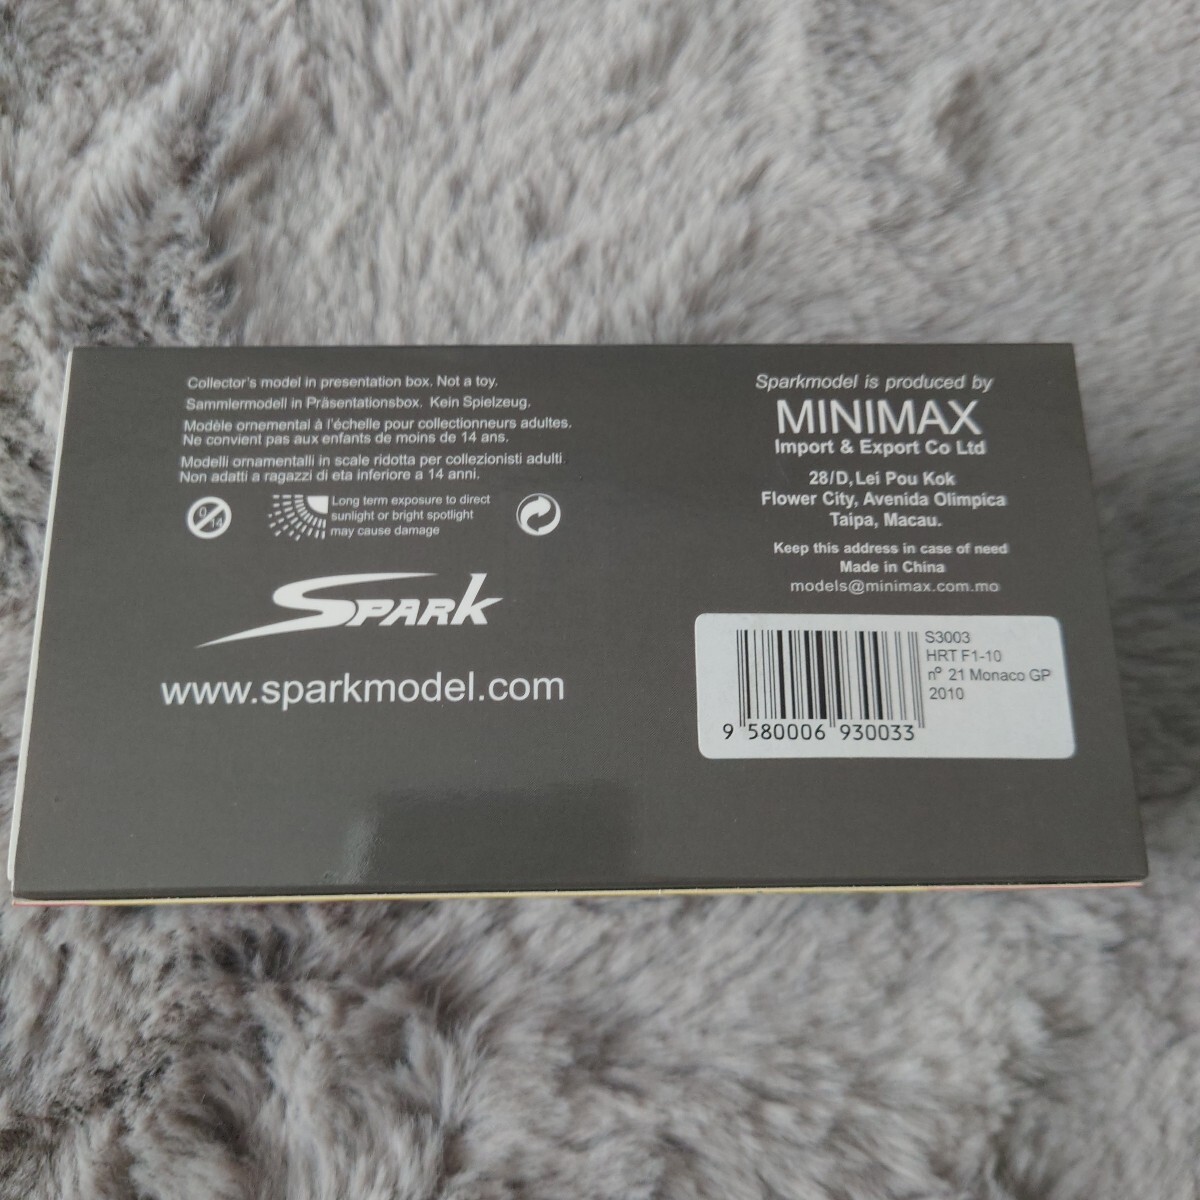 Collector's model in presentation box. Not a toy.
Sammlermodell in Präsentationsbox. Kein Spielzeug.
Modèle ornemental à l'échelle pour collectionneurs adultes.
Ne convient pas aux enfants de moins de 14 ans.
Modelli ornamentalli in scale ridotta per collezionisti adulti.
Non adatti a ragazzi di eta inferiore a 14 anni.
0/14
Long term exposure to direct
sunlight or bright spotlight
may cause damage
SPARK
www.sparkmodel.com
Sparkmodel is produced by
MINIMAX
Import & Export Co Ltd
28/D, Lei Pou Kok
Flower City, Avenida Olimpica
Taipa, Macau.
Keep this address in case of need
Made in China
models@minimax.com.mo
S3003
HRT F1-10
nº 21 Monaco GP
2010
9 580006 930033